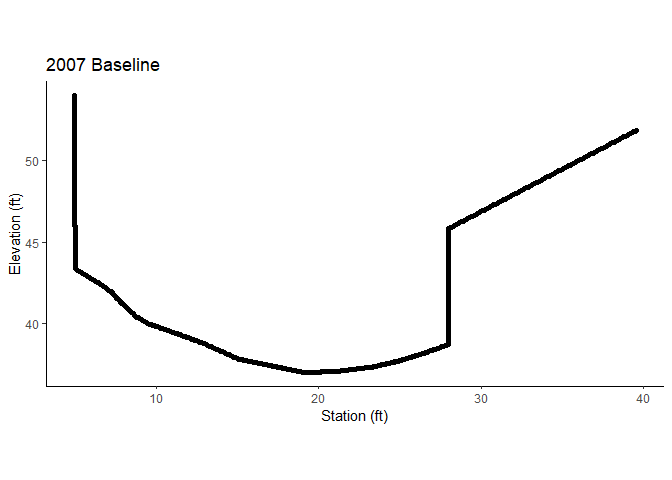 2007 Baseline
Elevation (ft)
50
45
40
10 20 30 40
Station (ft)